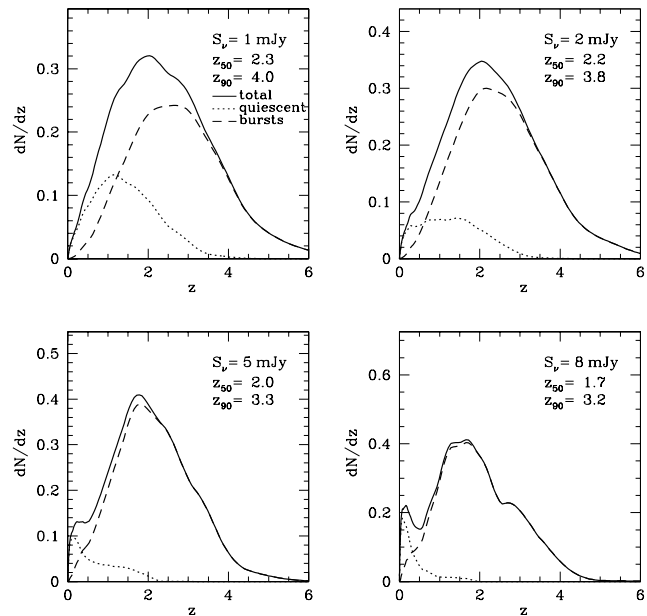 S_ν= 1 mJy
z_50= 2.3
z_90= 4.0
total
quiescent
bursts
0.3
0.2
0.1
0
dN/dz
0 2 4 6
z
S_ν= 2 mJy
z_50= 2.2
z_90= 3.8
0.4
0.3
0.2
0.1
0
dN/dz
0 2 4 6
z
S_ν= 5 mJy
z_50= 2.0
z_90= 3.3
0.5
0.4
0.3
0.2
0.1
0
dN/dz
0 2 4 6
z
S_ν= 8 mJy
z_50= 1.7
z_90= 3.2
0.6
0.4
0.2
0
dN/dz
0 2 4 6
z